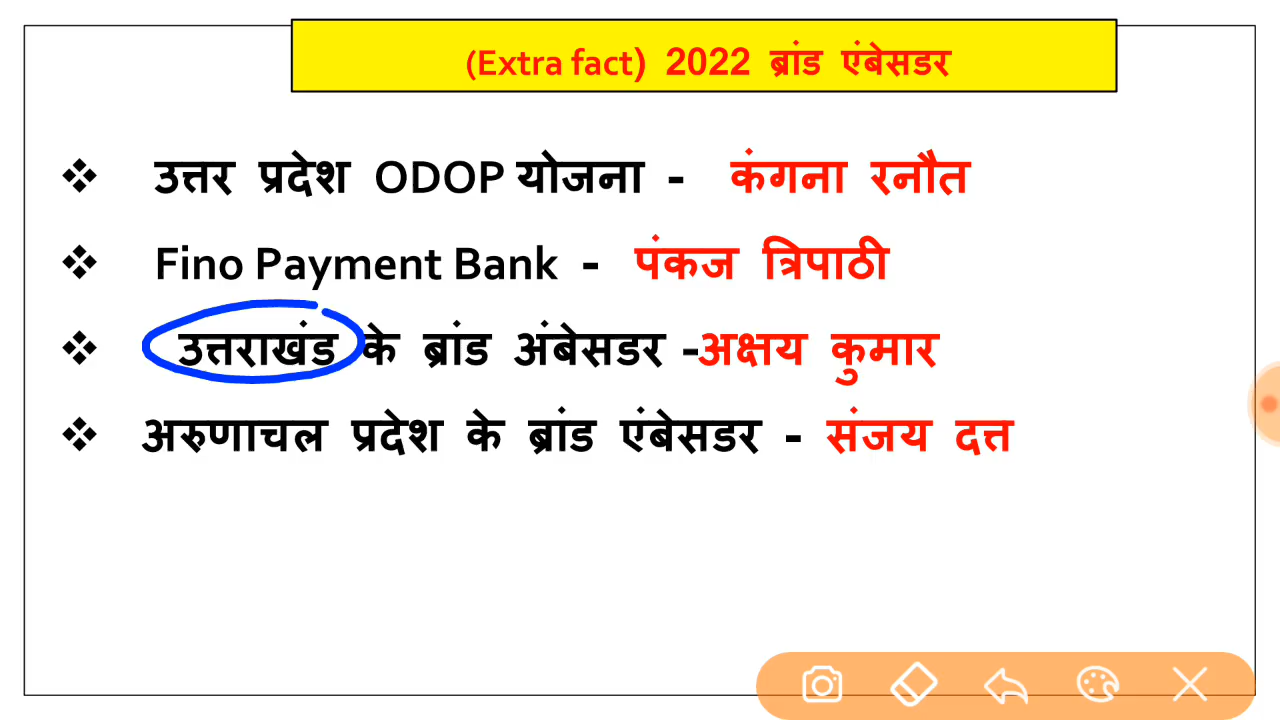 (Extra fact) 2022 ब्रांड एंबेसडर
❖ उत्तर प्रदेश ODOP योजना - कंगना रनौत
❖ Fino Payment Bank - पंकज त्रिपाठी
❖ उत्तराखंड के ब्रांड अंबेसडर -अक्षय कुमार
❖ अरुणाचल प्रदेश के ब्रांड एंबेसडर - संजय दत्त